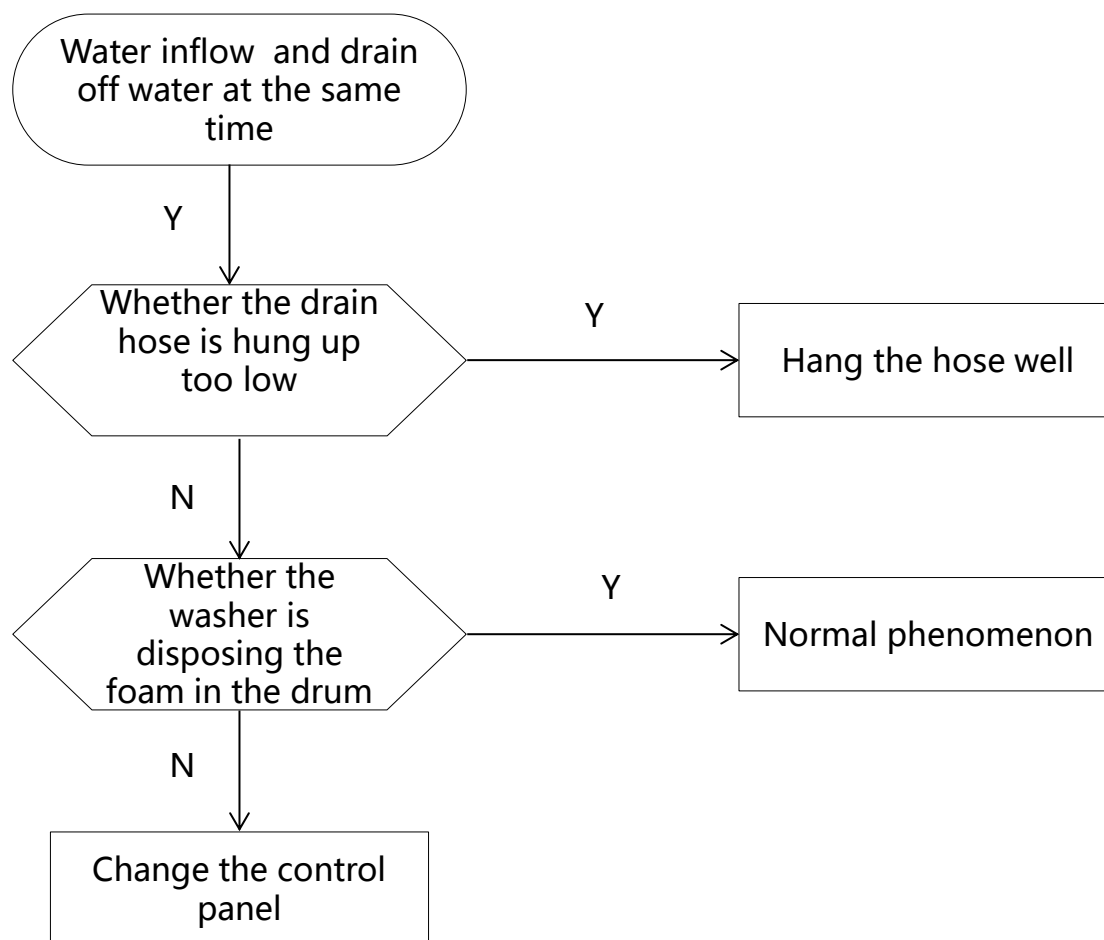 Water inflow  and drain
off water at the same
time
Y
Whether the drain
hose is hung up
too low
Y
Hang the hose well
N
Whether the
washer is
disposing the
foam in the drum
Y
Normal phenomenon
N
Change the control
panel